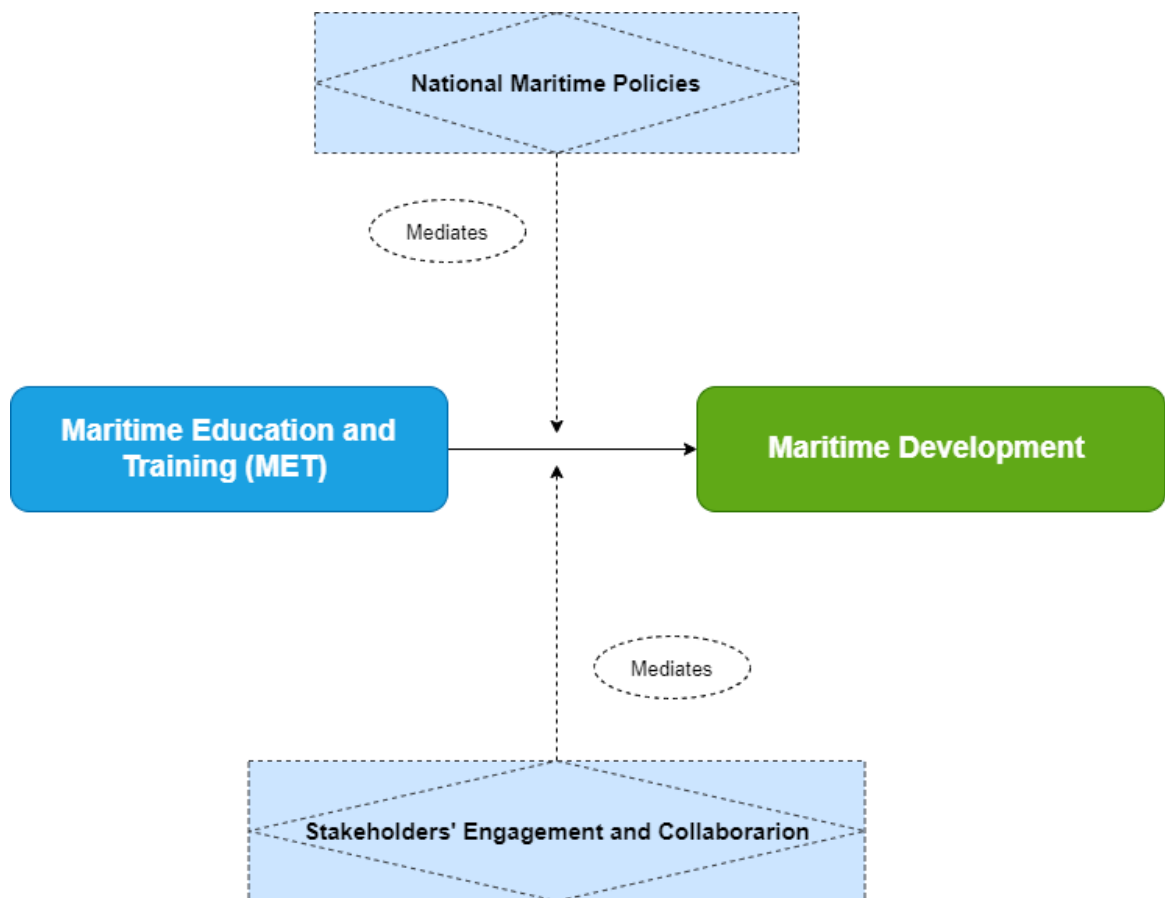 National Maritime Policies
Mediates
Maritime Education and
Training (MET)
Maritime Development
Mediates
Stakeholders' Engagement and Collaborarion